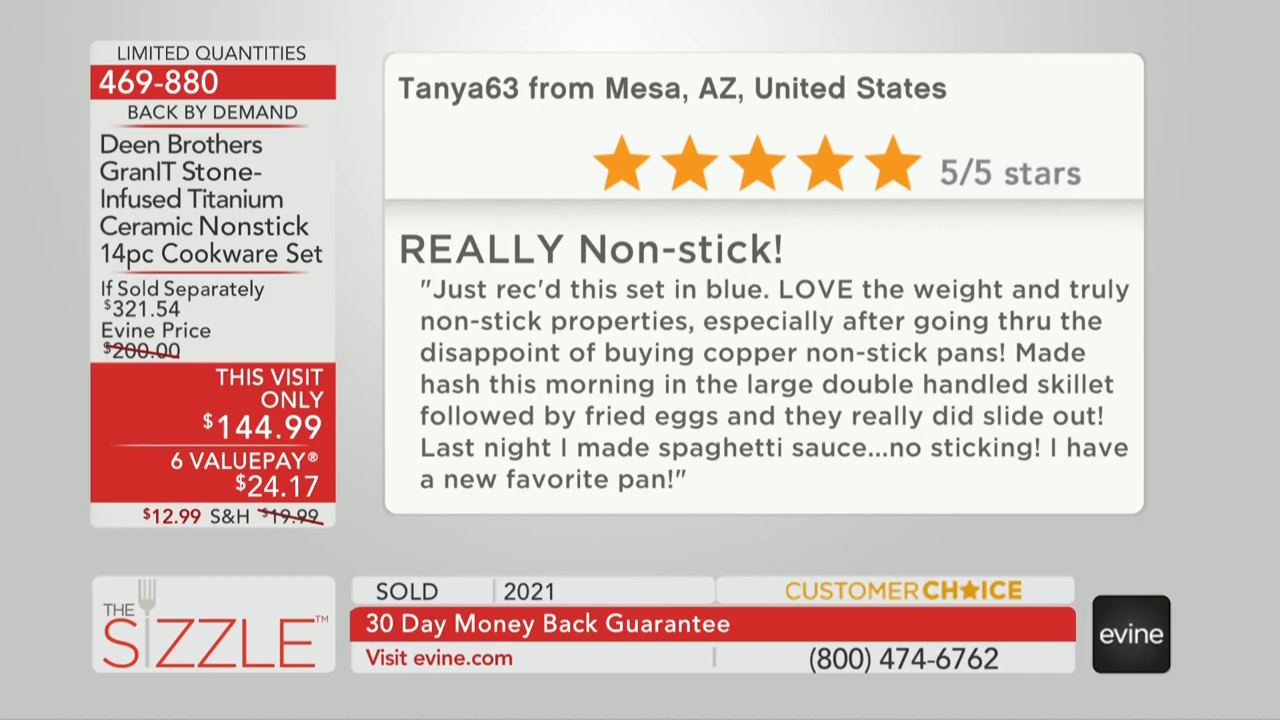 LIMITED QUANTITIES
469-880
BACK BY DEMAND
Deen Brothers
GranIT Stone-
Infused Titanium
Ceramic Nonstick
14pc Cookware Set
If Sold Separately
$321.54
Evine Price
$200.00
THIS VISIT
ONLY
$144.99
6 VALUEPAY®
$24.17
$12.99 S&H $19.99
Tanya63 from Mesa, AZ, United States
5/5 stars
REALLY Non-stick!
"Just rec'd this set in blue. LOVE the weight and truly
non-stick properties, especially after going thru the
disappoint of buying copper non-stick pans! Made
hash this morning in the large double handled skillet
followed by fried eggs and they really did slide out!
Last night I made spaghetti sauce...no sticking! I have
a new favorite pan!"
THE
SIZZLE™
SOLD 2021 CUSTOMER CH★ICE
30 Day Money Back Guarantee
Visit evine.com (800) 474-6762
evine